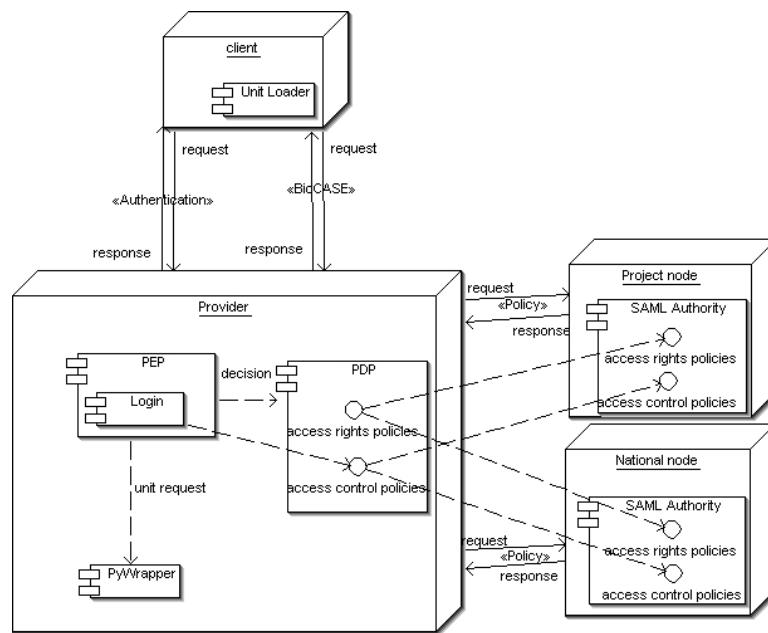 client
Unit Loader
request
request
«Authentication»
«BioCASE»
response
response
Provider
request
«Policy»
response
Project node
SAML Authority
access rights policies
access control policies
PEP
Login
decision
PDP
access rights policies
access control policies
unit request
PyWrapper
request
«Policy»
response
National node
SAML Authority
access rights policies
access control policies